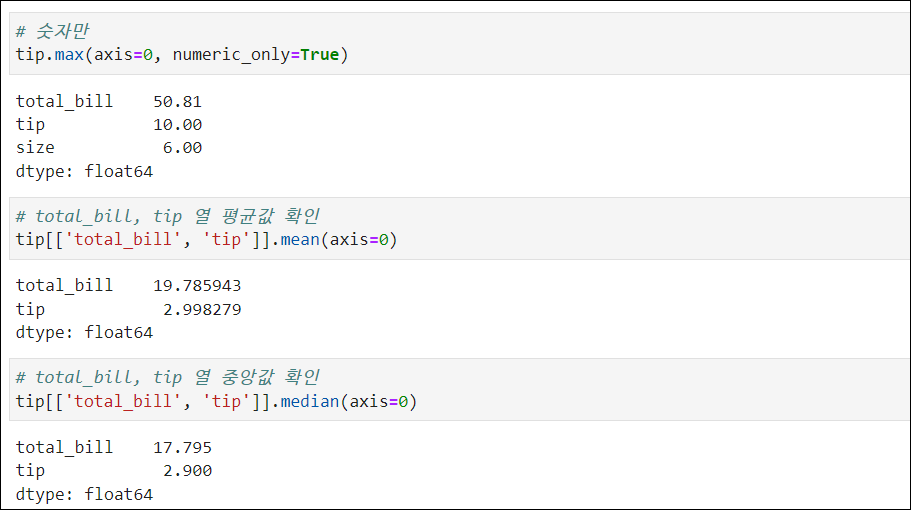 # 숫자만
tip.max(axis=0, numeric_only=True)
total_bill    50.81
tip           10.00
size           6.00
dtype: float64
# total_bill, tip 열 평균값 확인
tip[['total_bill', 'tip']].mean(axis=0)
total_bill    19.785943
tip            2.998279
dtype: float64
# total_bill, tip 열 중앙값 확인
tip[['total_bill', 'tip']].median(axis=0)
total_bill    17.795
tip            2.900
dtype: float64